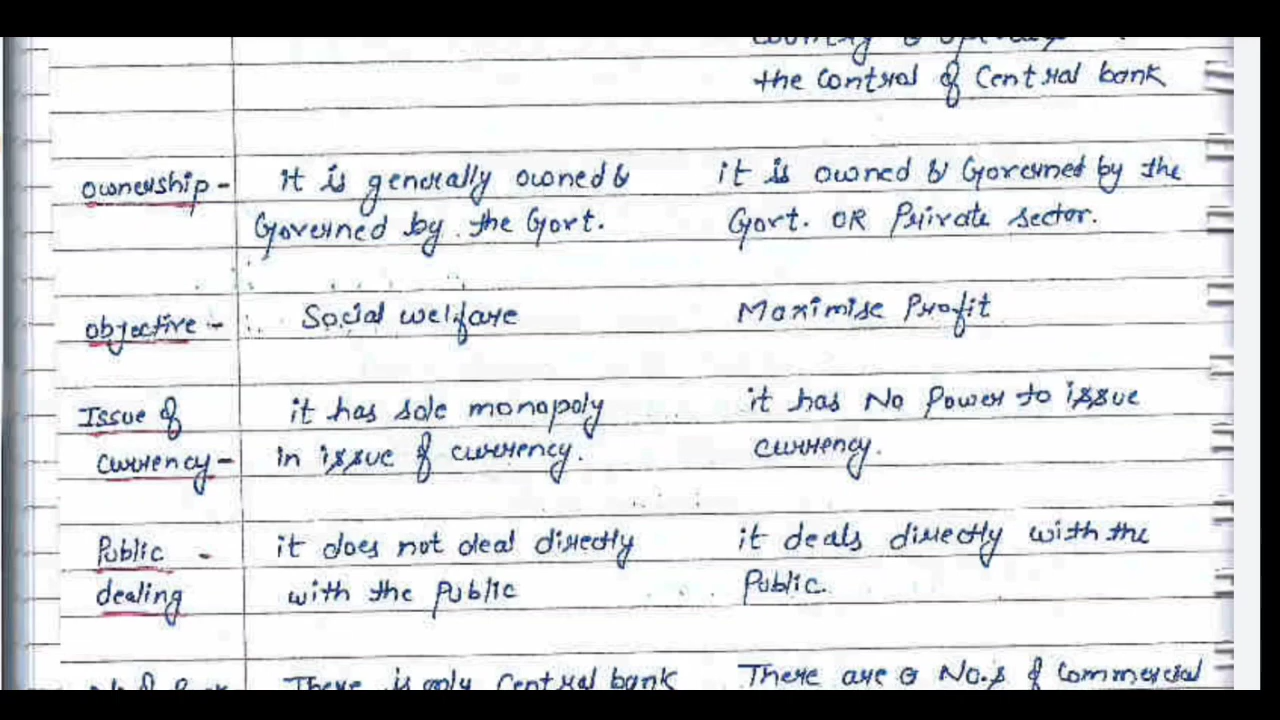 the Control of Central bank
ownership - it is generally owned & it is owned & Governed by the
Governed by the Govt. Govt. OR Private sector.
objective - Social welfare Maximise Profit
Issue of it has sole monopoly it has No Power to issue
currency - in issue of currency. currency.
Public - it does not deal directly it deals directly with the
dealing with the Public Public.
There is only Central bank There are a No.s of Commercial